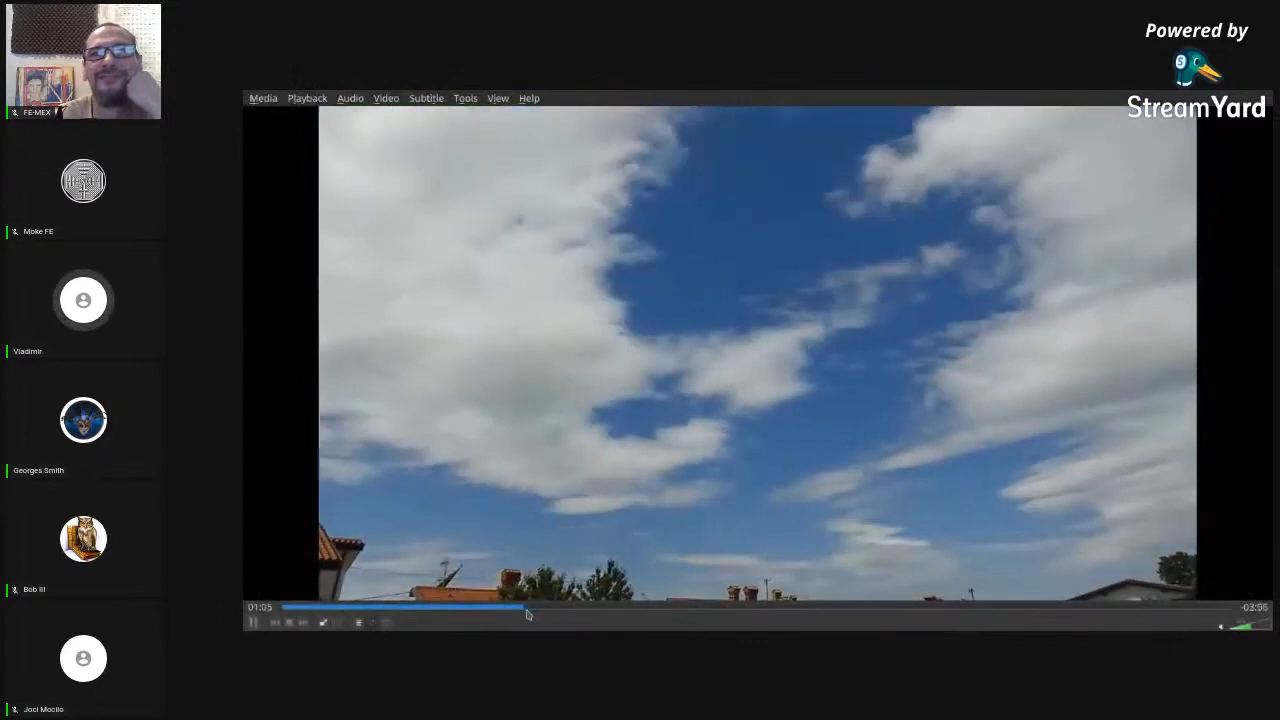 Powered by
StreamYard
Media Playback Audio Video Subtitle Tools View Help
FE-MEX
Moke FE
Vladimir
Georges Smith
Bob III
Joci Mocilo
01:05
-03:56